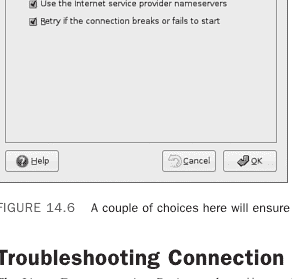 Use the Internet service provider nameservers
Retry if the connection breaks or fails to start
Help Cancel OK
FIGURE 14.6 A couple of choices here will ensure
Troubleshooting Connection